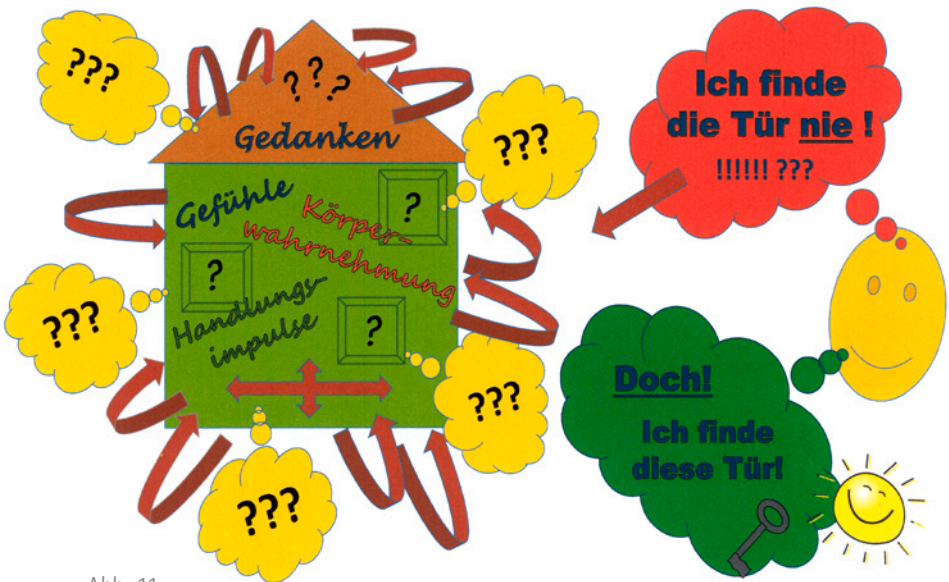 ???
???
Gedanken
???
Gefühle
Körper-
wahrnehmung
?
?
???
Handlungs-
impulse
?
???
???
Ich finde
die Tür nie !
!!!!!! ???
Doch!
Ich finde
diese Tür!
Abb. 11